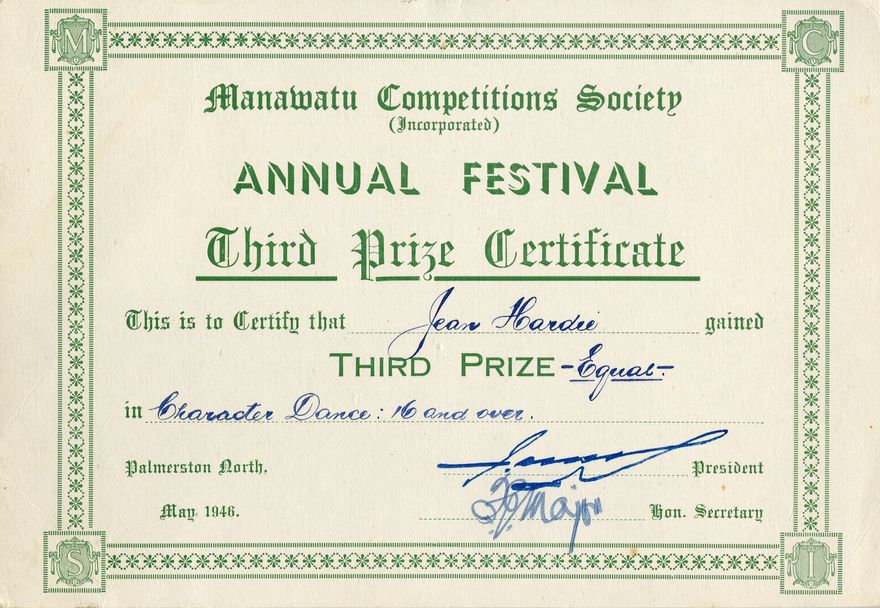 M C
Manawatu Competitions Society
(Incorporated)
ANNUAL FESTIVAL
Third Prize Certificate
This is to Certify that Jean Hardie gained
THIRD PRIZE - Equal -
in Character Dance: 16 and over.
Palmerston North, President
May 1946. Major Hon. Secretary
S I